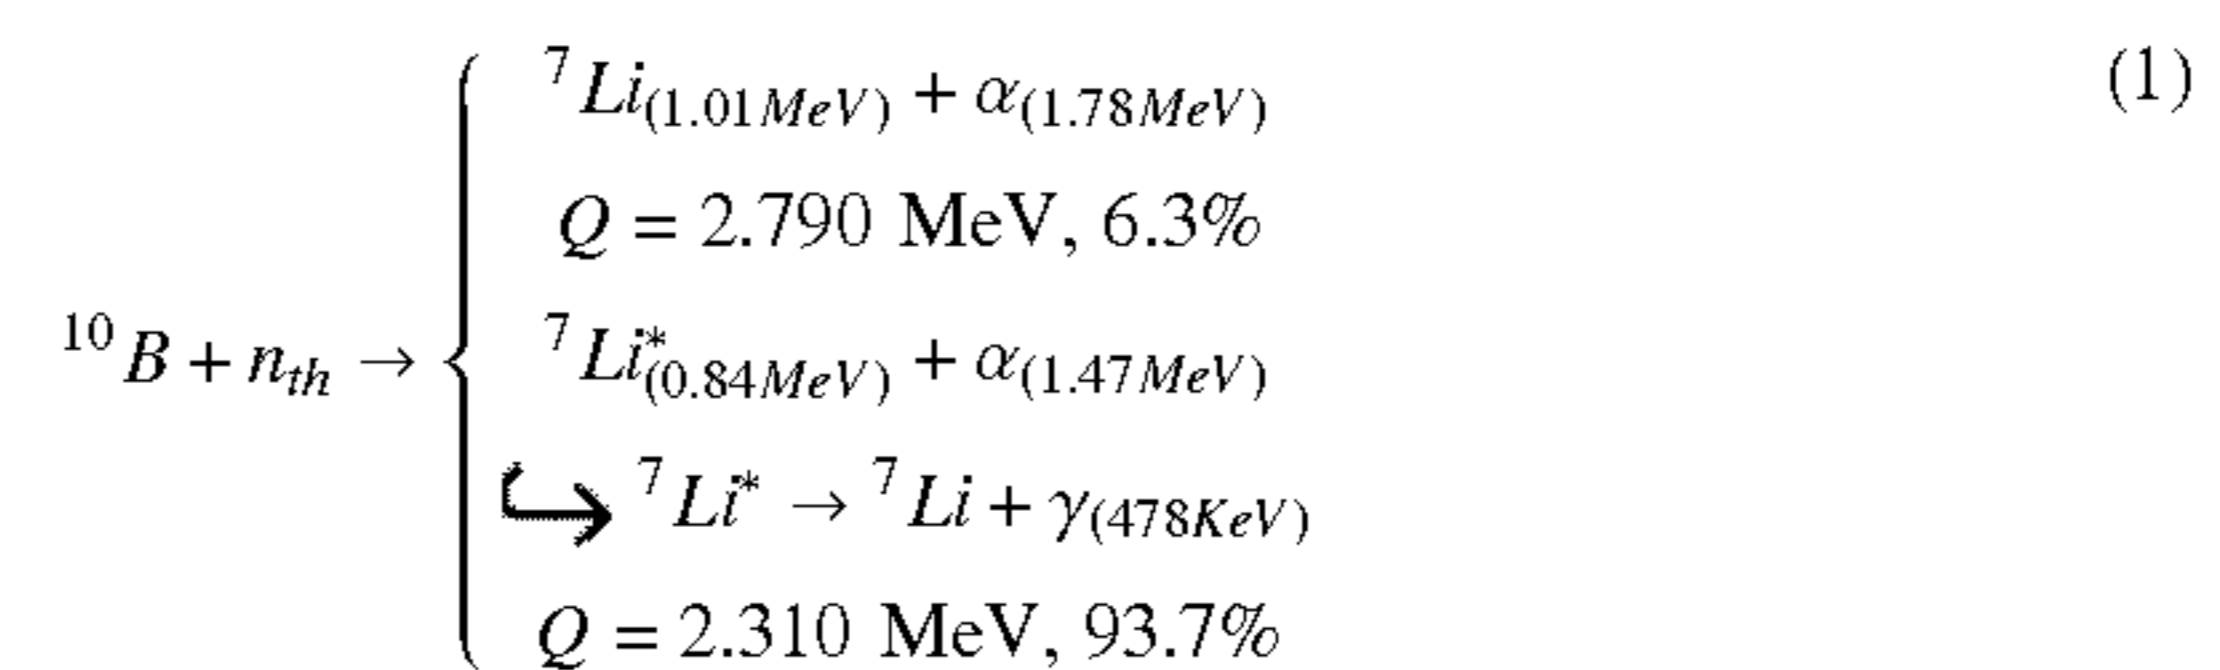 ⁷Li(1.01MeV) + α(1.78MeV) (1)
Q = 2.790 MeV, 6.3%
¹⁰B + nth → { ⁷Li*(0.84MeV) + α(1.47MeV)
↪ ⁷Li* → ⁷Li + γ(478KeV)
Q = 2.310 MeV, 93.7%